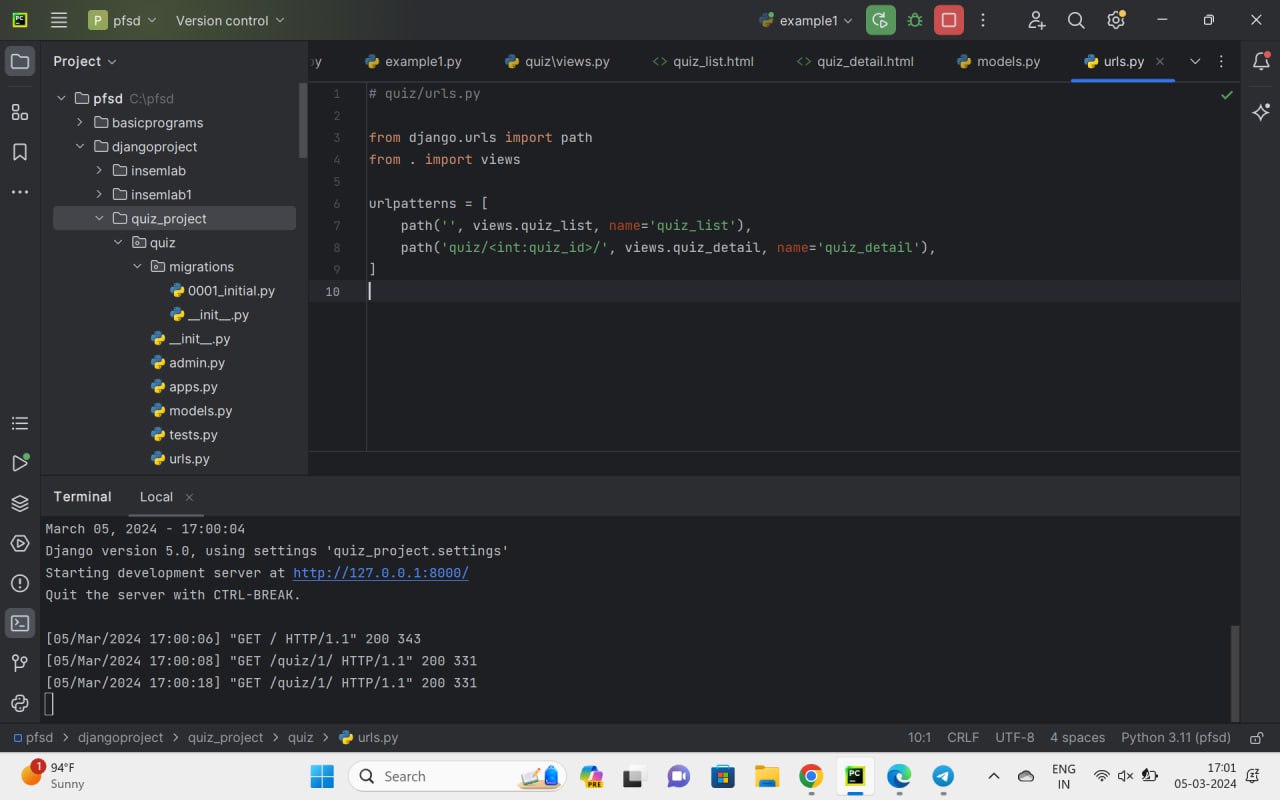 PC P pfsd Version control example1
Project
y example1.py quiz\views.py <> quiz_list.html <> quiz_detail.html models.py urls.py
pfsd C:\pfsd
basicprograms
djangoproject
insemlab
insemlab1
quiz_project
quiz
migrations
0001_initial.py
__init__.py
__init__.py
admin.py
apps.py
models.py
tests.py
urls.py
1 # quiz/urls.py
2
3 from django.urls import path
4 from . import views
5
6 urlpatterns = [
7     path('', views.quiz_list, name='quiz_list'),
8     path('quiz/<int:quiz_id>/', views.quiz_detail, name='quiz_detail'),
9 ]
10
Terminal Local
March 05, 2024 - 17:00:04
Django version 5.0, using settings 'quiz_project.settings'
Starting development server at http://127.0.0.1:8000/
Quit the server with CTRL-BREAK.
[05/Mar/2024 17:00:06] "GET / HTTP/1.1" 200 343
[05/Mar/2024 17:00:08] "GET /quiz/1/ HTTP/1.1" 200 331
[05/Mar/2024 17:00:18] "GET /quiz/1/ HTTP/1.1" 200 331
pfsd > djangoproject > quiz_project > quiz > urls.py 10:1 CRLF UTF-8 4 spaces Python 3.11 (pfsd)
1 94°F
Sunny
Search
PRE
PC
ENG
IN
17:01
05-03-2024